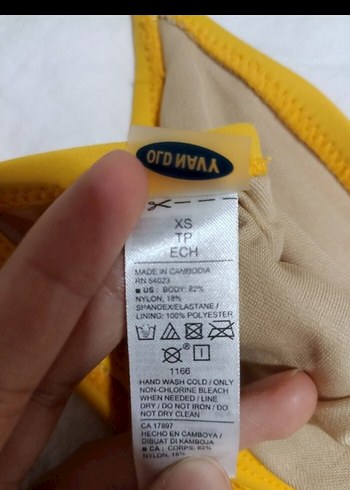 OLD NAVY
XS
TP
ECH
MADE IN CAMBODIA
RN 54023
■ US : BODY: 82%
NYLON, 18%
SPANDEX/ELASTANE /
LINING: 100% POLYESTER
1166
HAND WASH COLD / ONLY
NON-CHLORINE BLEACH
WHEN NEEDED / LINE
DRY / DO NOT IRON / DO
NOT DRY CLEAN
CA 17897
HECHO EN CAMBOYA /
DIBUAT DI KAMBOJA
■ CA : CORPS: 82%
NYLON, 18%